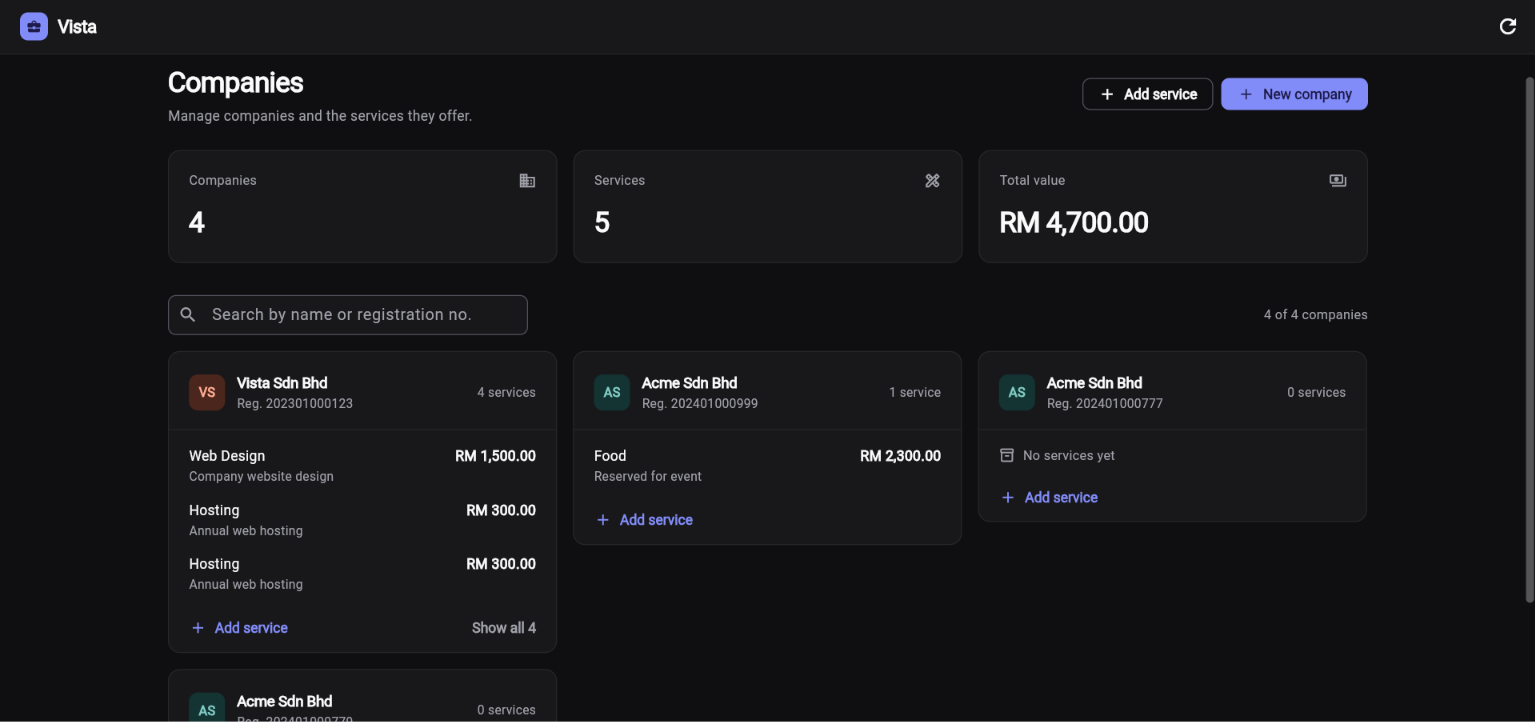 Vista
Companies
Manage companies and the services they offer.
Add service
New company
Companies
4
Services
5
Total value
RM 4,700.00
Search by name or registration no.
4 of 4 companies
VS
Vista Sdn Bhd
Reg. 202301000123
4 services
Web Design
RM 1,500.00
Company website design
Hosting
RM 300.00
Annual web hosting
Hosting
RM 300.00
Annual web hosting
Add service
Show all 4
AS
Acme Sdn Bhd
Reg. 202401000999
1 service
Food
RM 2,300.00
Reserved for event
Add service
AS
Acme Sdn Bhd
Reg. 202401000777
0 services
No services yet
Add service
AS
Acme Sdn Bhd
Reg.
0 services